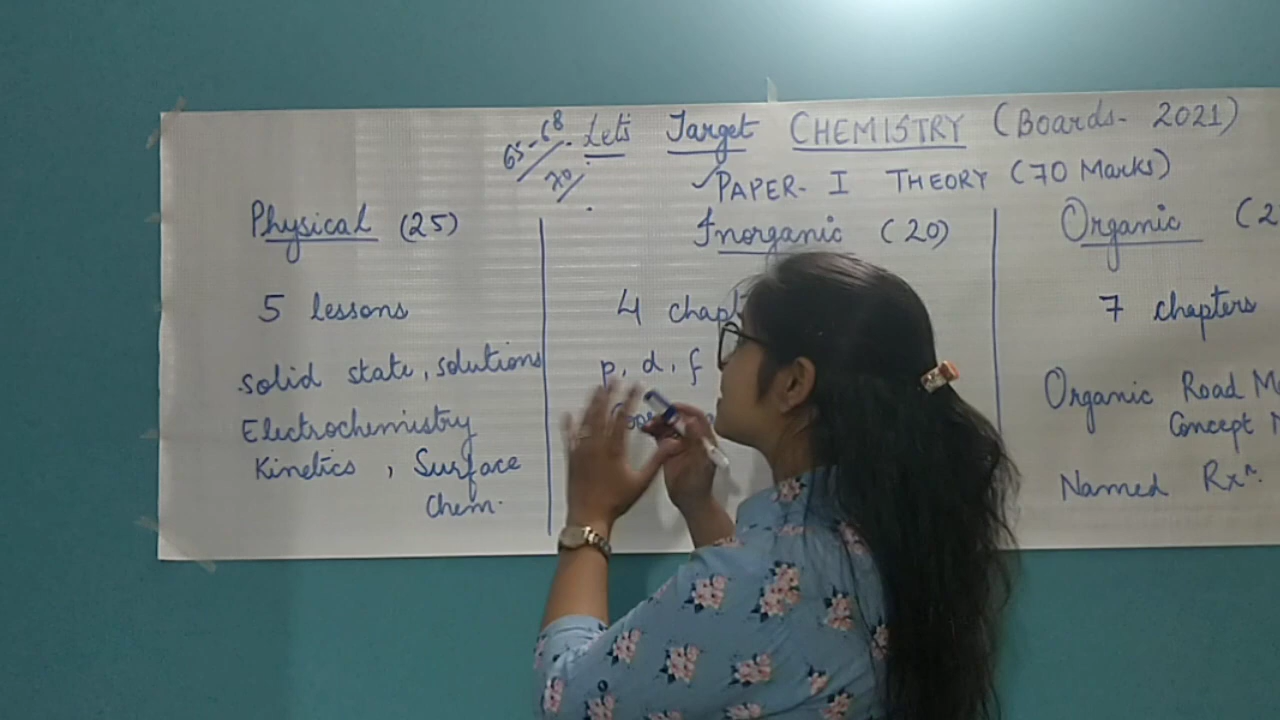 65-68 Let's Target CHEMISTRY (Boards- 2021)
70
✓PAPER- I THEORY (70 Marks)
Physical (25)
5 lessons
solid state, solutions
Electrochemistry
Kinetics, Surface
Chem.
Inorganic (20)
4
p, d, f
Organic
7 chapters
Organic Road
Concept
Named Rxⁿ.